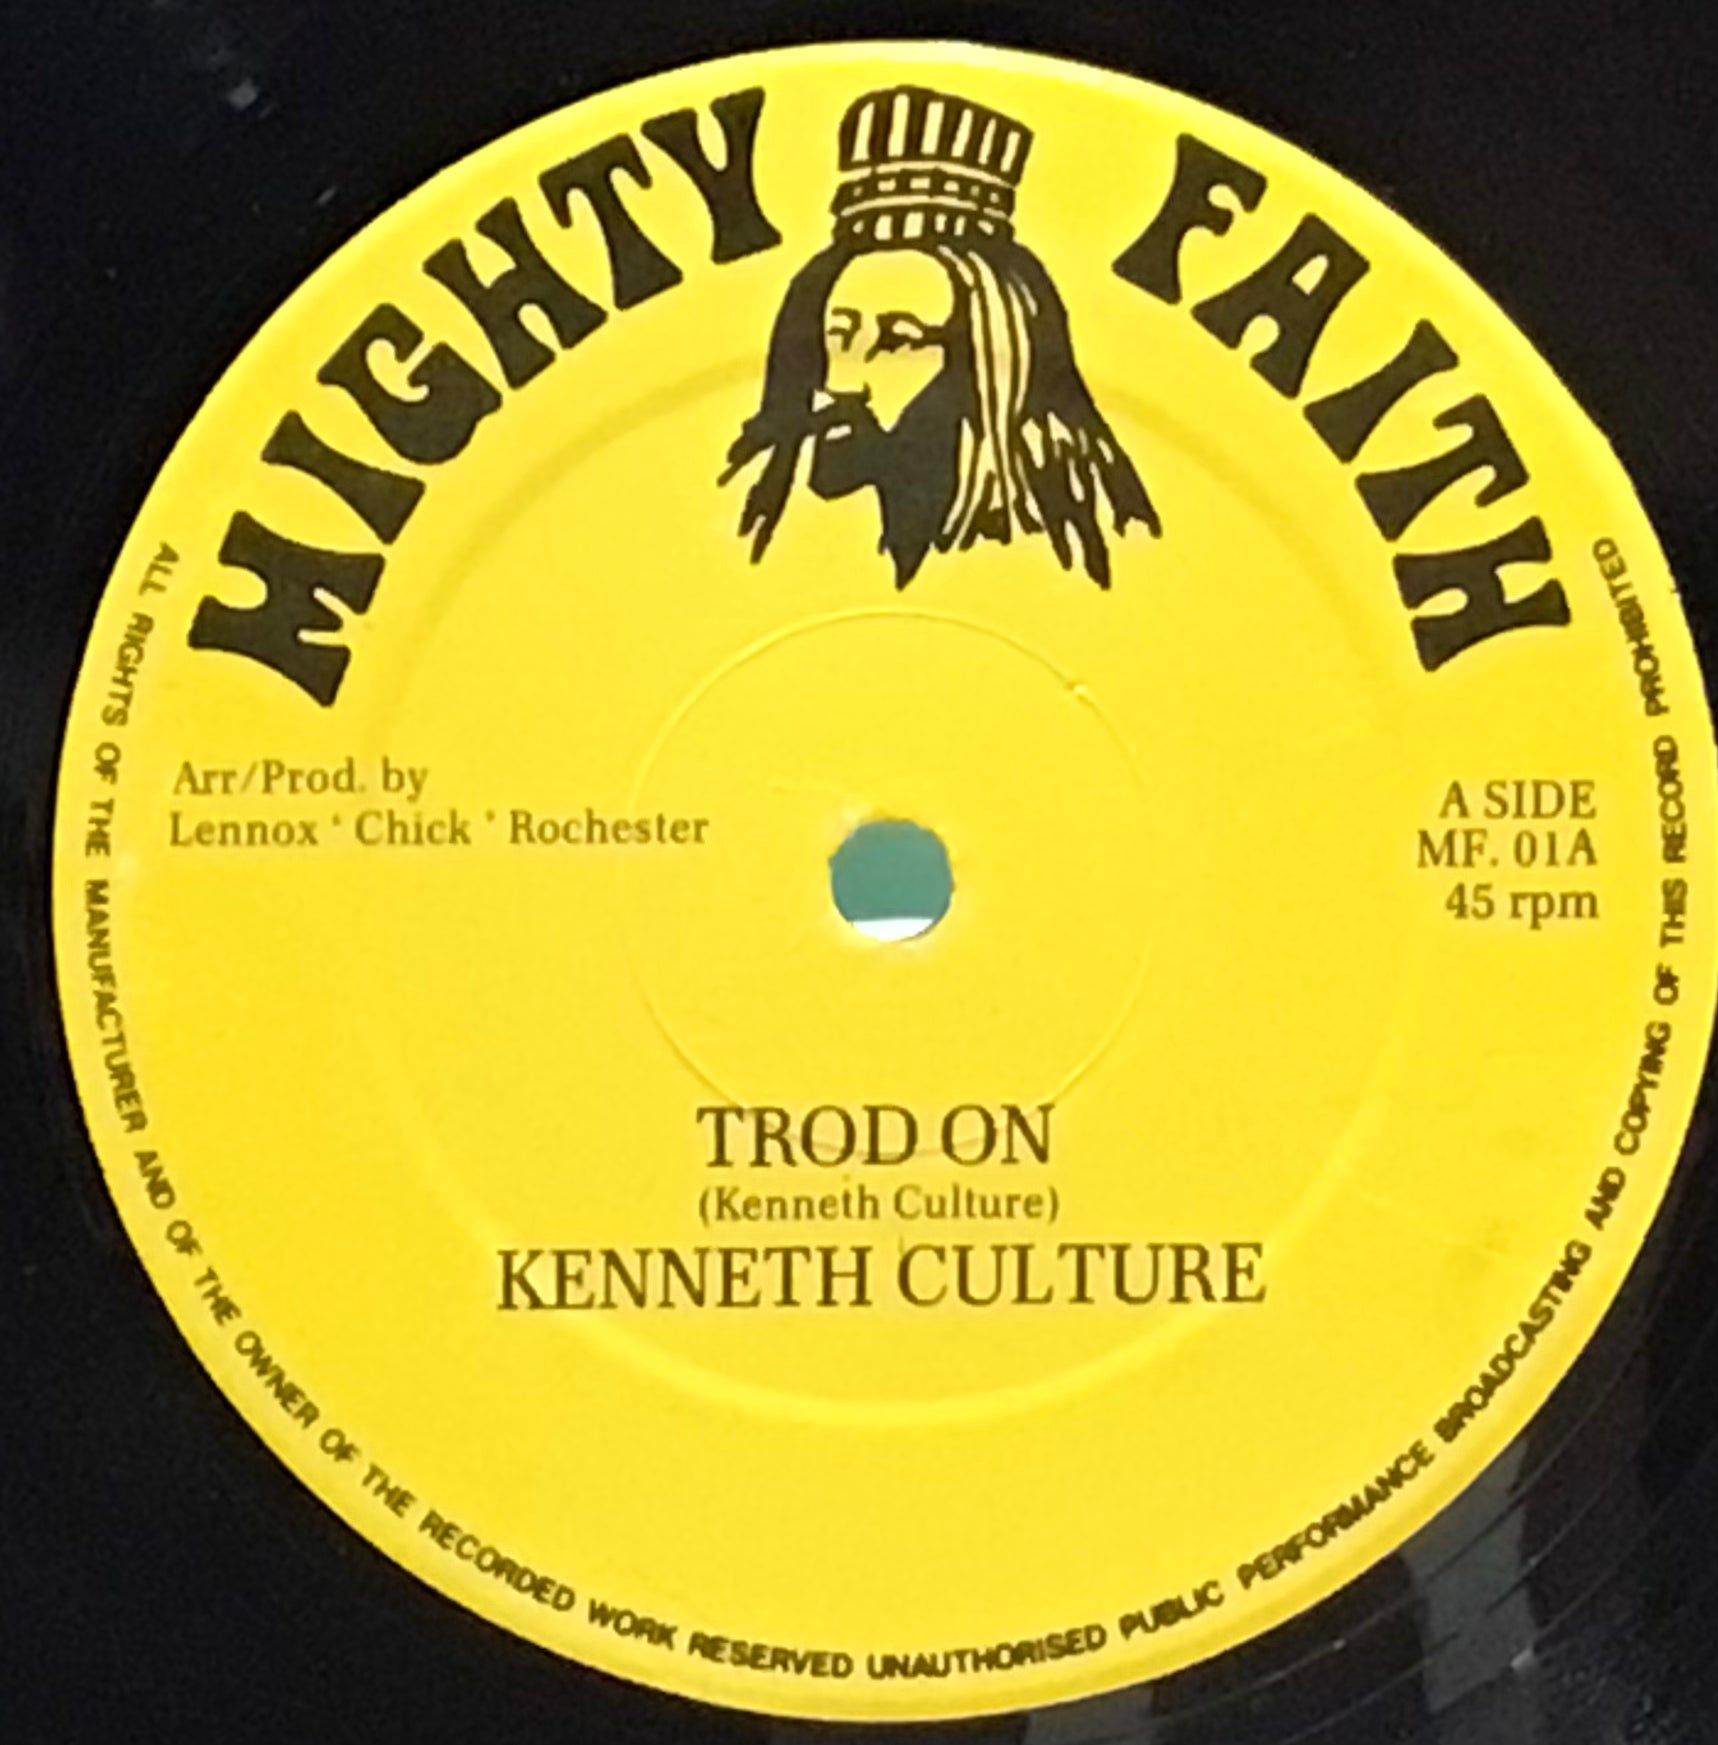 MIGHTY FAITH
Arr/Prod. by
Lennox ‘ Chick ’ Rochester
A SIDE
MF. 01A
45 rpm
TROD ON
(Kenneth Culture)
KENNETH CULTURE
ALL RIGHTS OF THE MANUFACTURER AND OF THE OWNER OF THE RECORDED WORK RESERVED UNAUTHORISED PUBLIC PERFORMANCE BROADCASTING AND COPYING OF THIS RECORD PROHIBITED